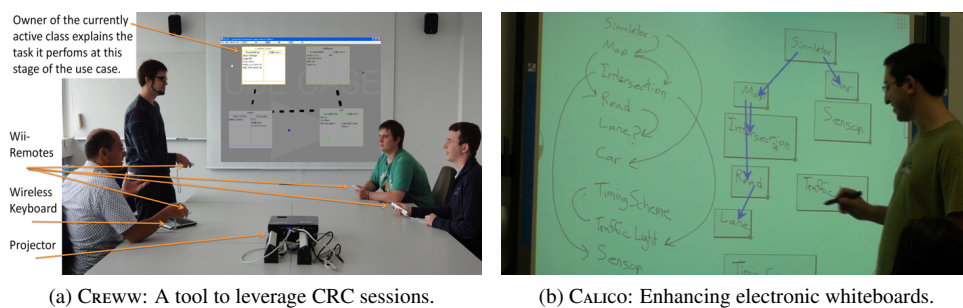 Owner of the currently
active class explains the
task it perfoms at this
stage of the use case.
Wii-
Remotes
Wireless
Keyboard
Projector
USE CASE
(a) CREWW: A tool to leverage CRC sessions.
Simulator
Map
Intersection
Road
Lane?
Car
Timing Scheme
Traffic Light
Sensor
Simulator
Map
Car
Intersection
Sensor
Road
Traffic
Lane
(b) CALICO: Enhancing electronic whiteboards.